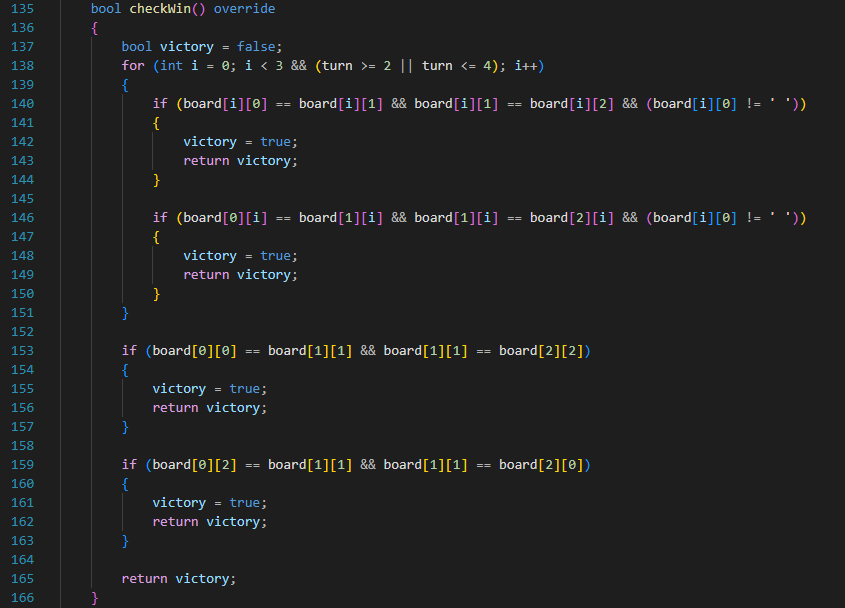 135 bool checkWin() override
136 {
137 bool victory = false;
138 for (int i = 0; i < 3 && (turn >= 2 || turn <= 4); i++)
139 {
140 if (board[i][0] == board[i][1] && board[i][1] == board[i][2] && (board[i][0] != ' '))
141 {
142 victory = true;
143 return victory;
144 }
145
146 if (board[0][i] == board[1][i] && board[1][i] == board[2][i] && (board[i][0] != ' '))
147 {
148 victory = true;
149 return victory;
150 }
151 }
152
153 if (board[0][0] == board[1][1] && board[1][1] == board[2][2])
154 {
155 victory = true;
156 return victory;
157 }
158
159 if (board[0][2] == board[1][1] && board[1][1] == board[2][0])
160 {
161 victory = true;
162 return victory;
163 }
164
165 return victory;
166 }